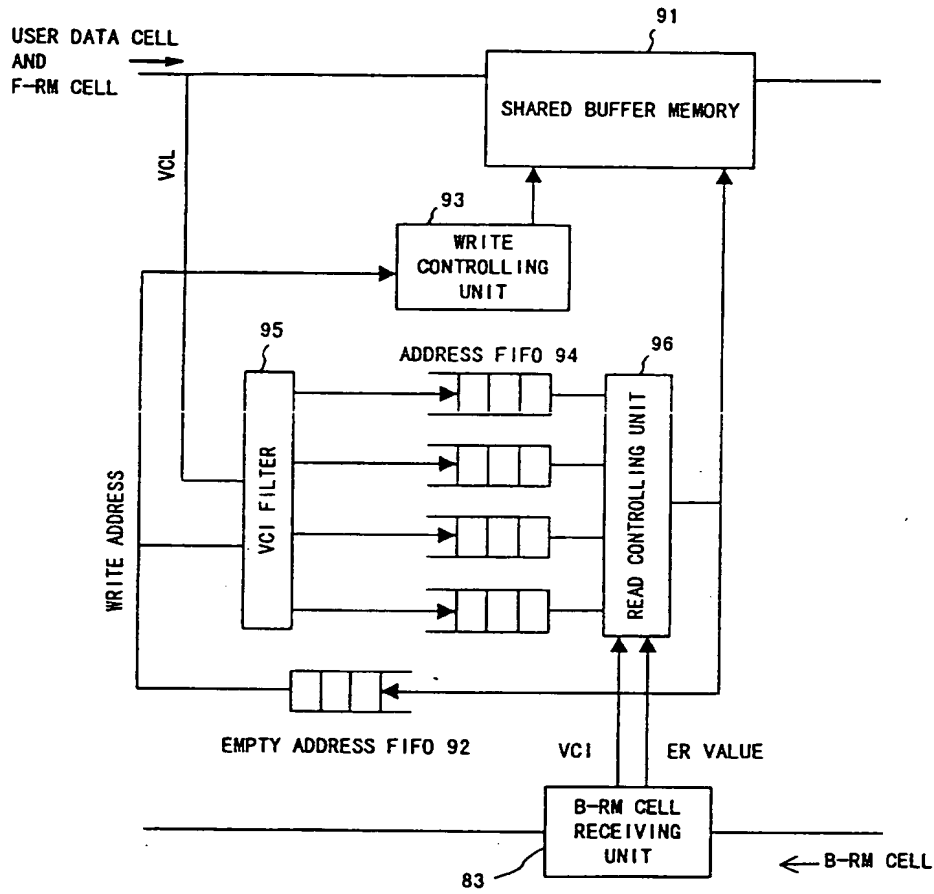 91
USER DATA CELL
AND
F-RM CELL
SHARED BUFFER MEMORY
VCL
93
WRITE
CONTROLLING
UNIT
95
ADDRESS FIFO 94
96
VCI FILTER
READ CONTROLLING UNIT
WRITE ADDRESS
EMPTY ADDRESS FIFO 92
VCI
ER VALUE
B-RM CELL
RECEIVING
UNIT
83
B-RM CELL